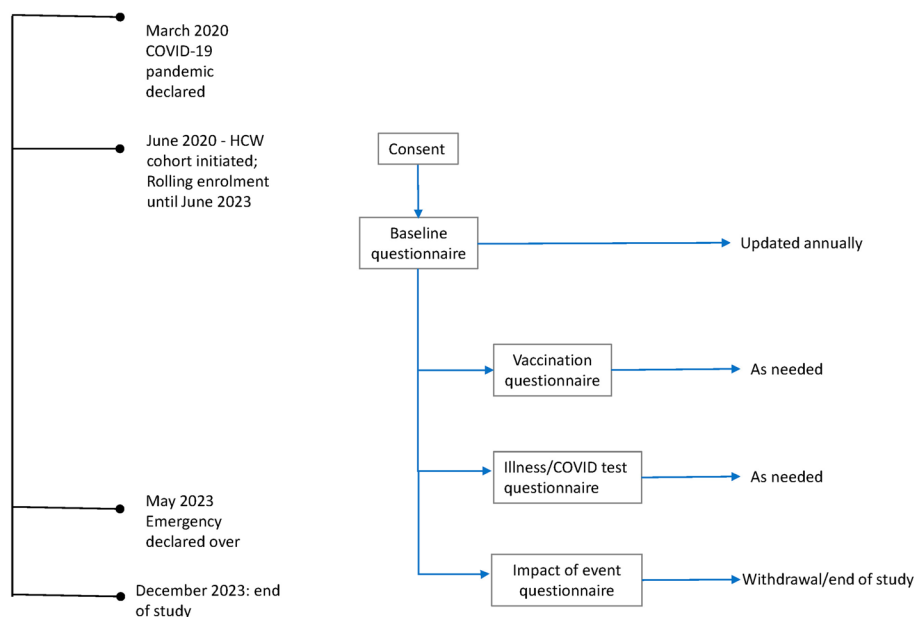 March 2020
COVID-19
pandemic
declared
June 2020 - HCW
cohort initiated;
Rolling enrolment
until June 2023
May 2023
Emergency
declared over
December 2023: end
of study
Consent
Baseline
questionnaire
Updated annually
Vaccination
questionnaire
As needed
Illness/COVID test
questionnaire
As needed
Impact of event
questionnaire
Withdrawal/end of study